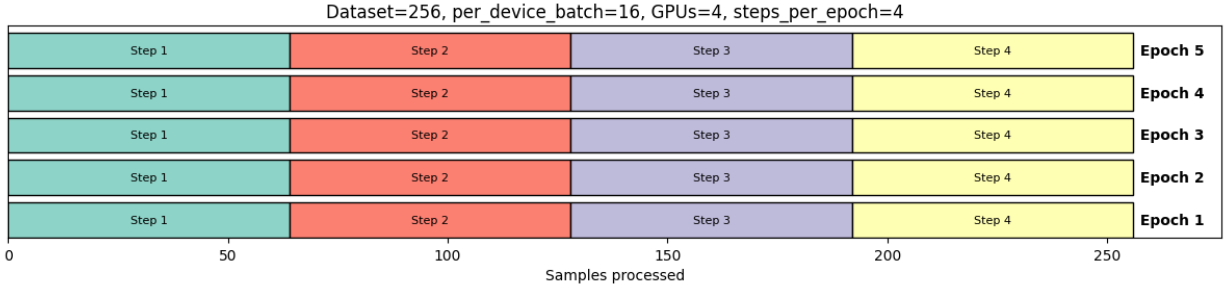 Dataset=256, per_device_batch=16, GPUs=4, steps_per_epoch=4
Step 1 Step 2 Step 3 Step 4 Epoch 5
Step 1 Step 2 Step 3 Step 4 Epoch 4
Step 1 Step 2 Step 3 Step 4 Epoch 3
Step 1 Step 2 Step 3 Step 4 Epoch 2
Step 1 Step 2 Step 3 Step 4 Epoch 1
0 50 100 150 200 250
Samples processed